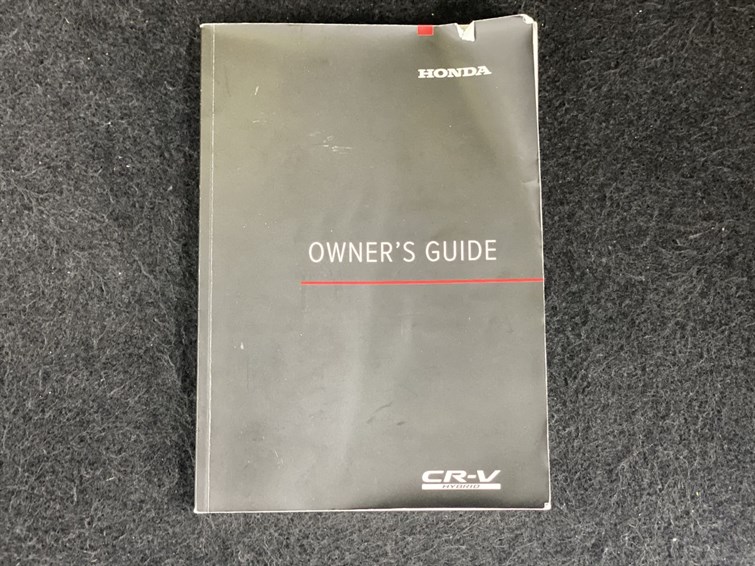 HONDA
OWNER'S GUIDE
CR-V
HYBRID